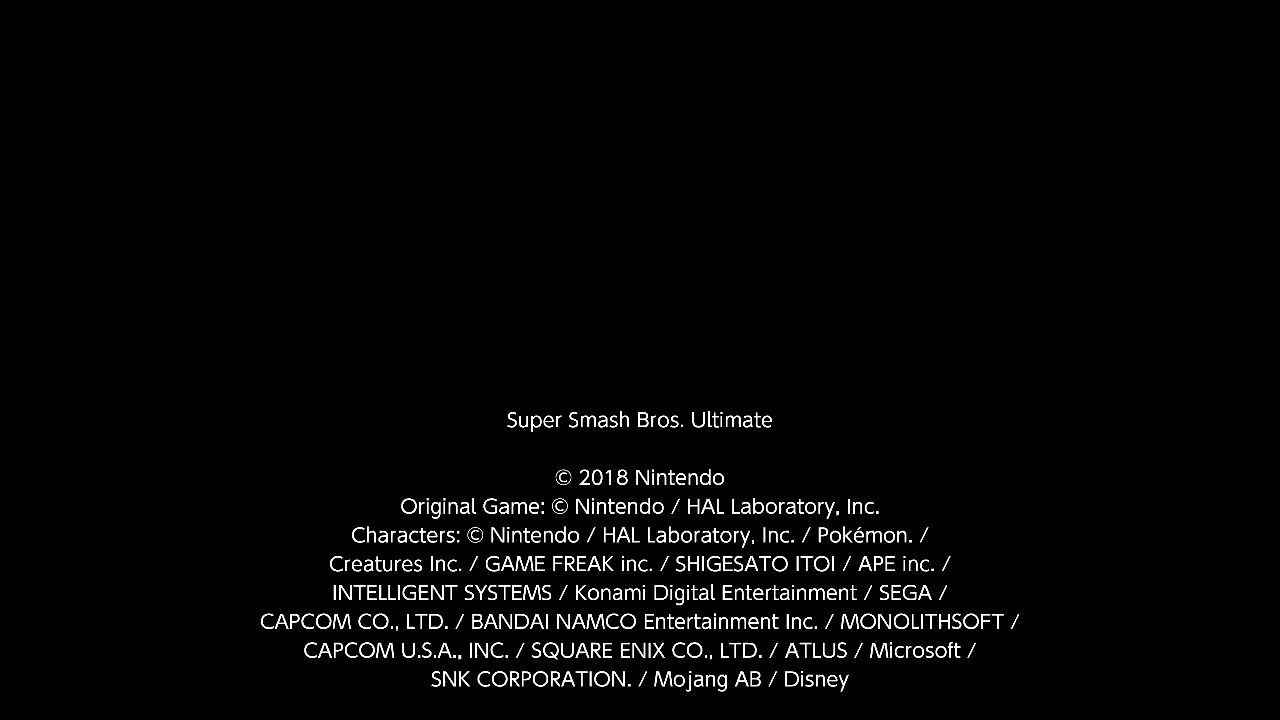 Super Smash Bros. Ultimate
© 2018 Nintendo
Original Game: © Nintendo / HAL Laboratory, Inc.
Characters: © Nintendo / HAL Laboratory, Inc. / Pokémon. /
Creatures Inc. / GAME FREAK inc. / SHIGESATO ITOI / APE inc. /
INTELLIGENT SYSTEMS / Konami Digital Entertainment / SEGA /
CAPCOM CO., LTD. / BANDAI NAMCO Entertainment Inc. / MONOLITHSOFT /
CAPCOM U.S.A., INC. / SQUARE ENIX CO., LTD. / ATLUS / Microsoft /
SNK CORPORATION. / Mojang AB / Disney